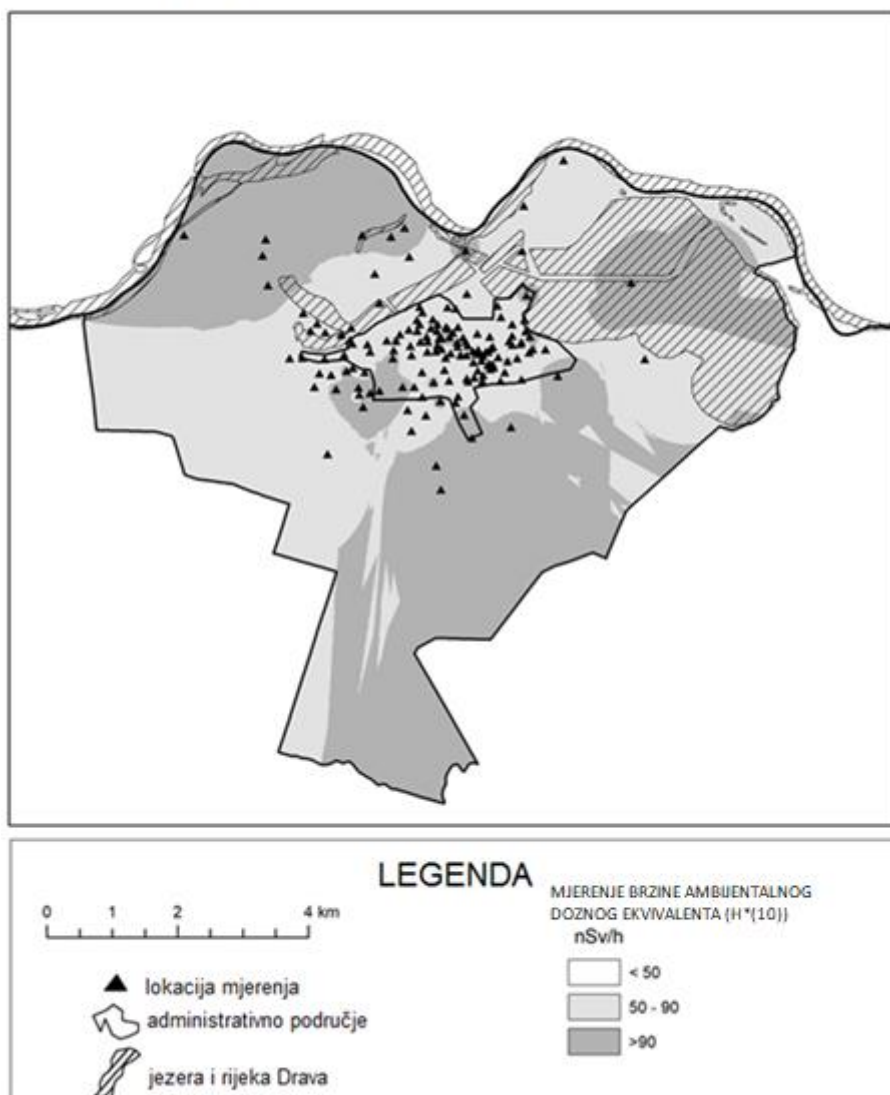 LEGENDA
0 1 2 4 km
lokacija mjerenja
administrativno područje
jezera i rijeka Drava
MJERENJE BRZINE AMBIJENTALNOG
DOZNOG EKVIVALENTA (H*(10))
nSv/h
< 50
50 - 90
>90